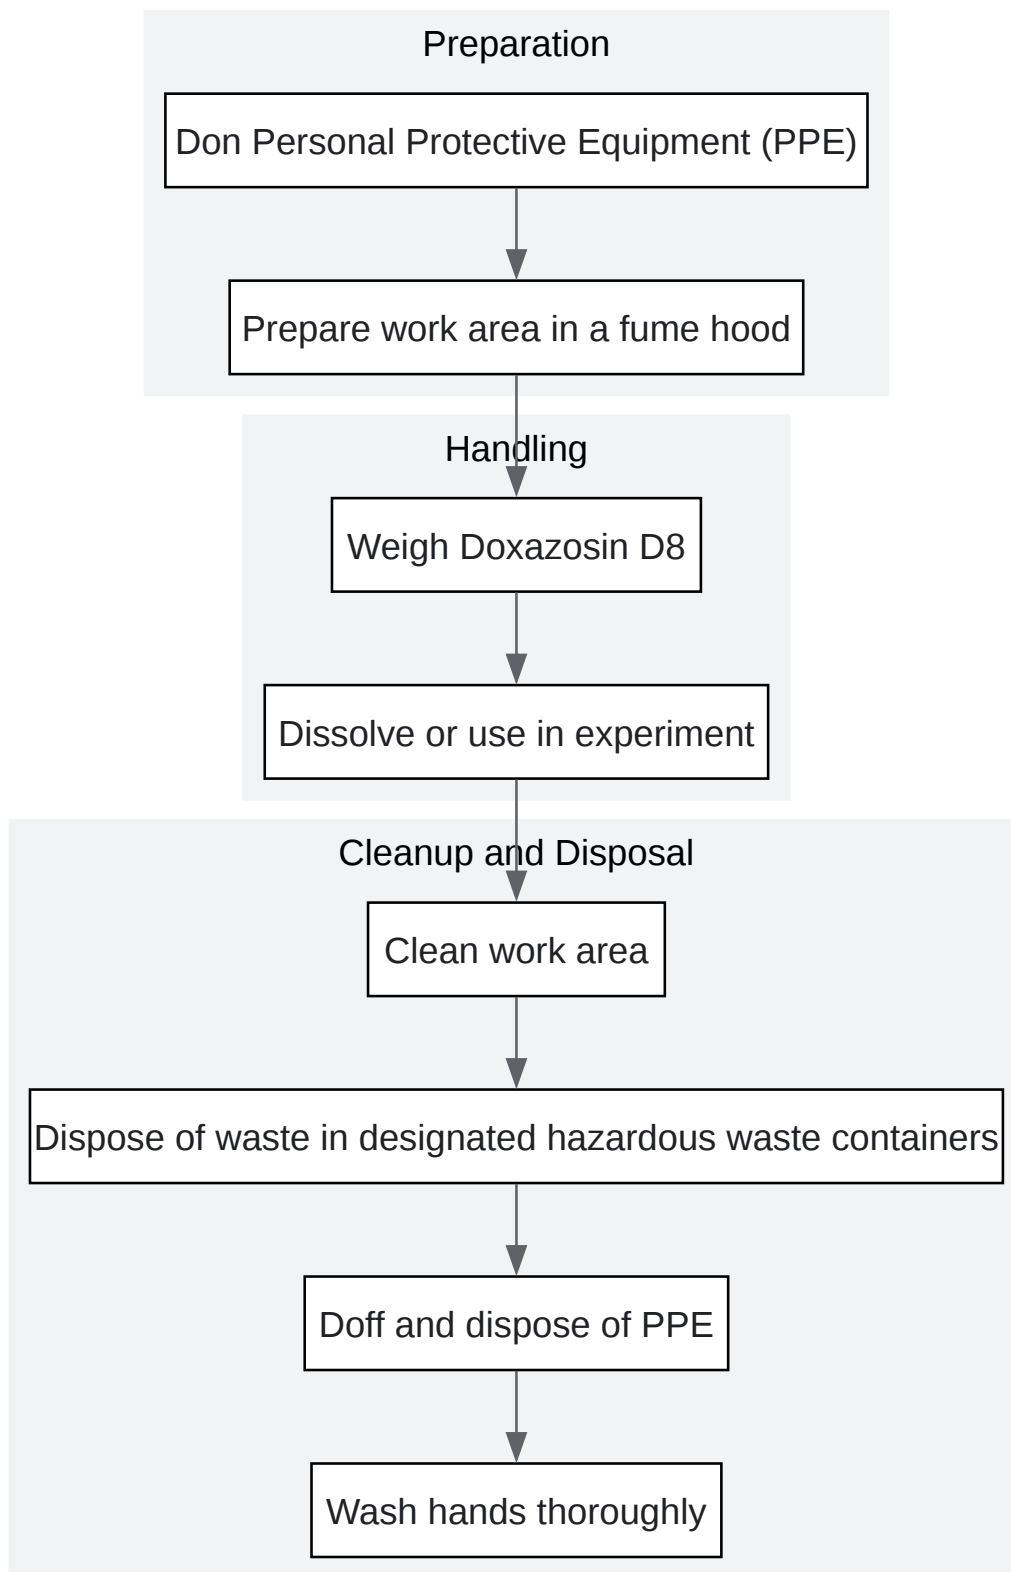 Preparation
Don Personal Protective Equipment (PPE)
Prepare work area in a fume hood
Handling
Weigh Doxazosin D8
Dissolve or use in experiment
Cleanup and Disposal
Clean work area
Dispose of waste in designated hazardous waste containers
Doff and dispose of PPE
Wash hands thoroughly